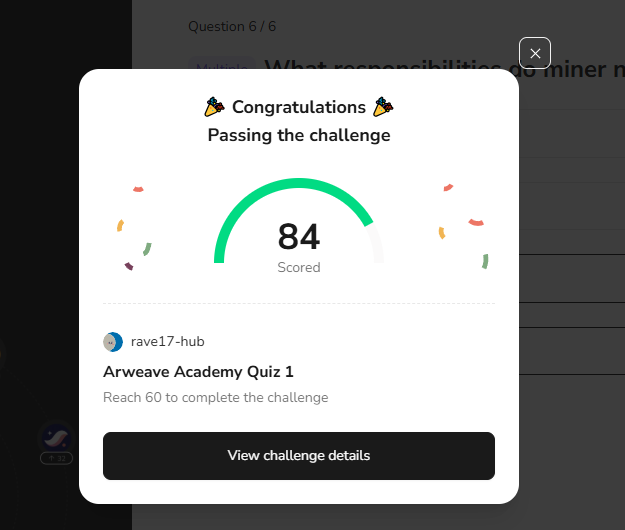 Question 6 / 6
Multiple What responsibilities do miner n
Congratulations
Passing the challenge
84
Scored
rave17-hub
Arweave Academy Quiz 1
Reach 60 to complete the challenge
32
View challenge details